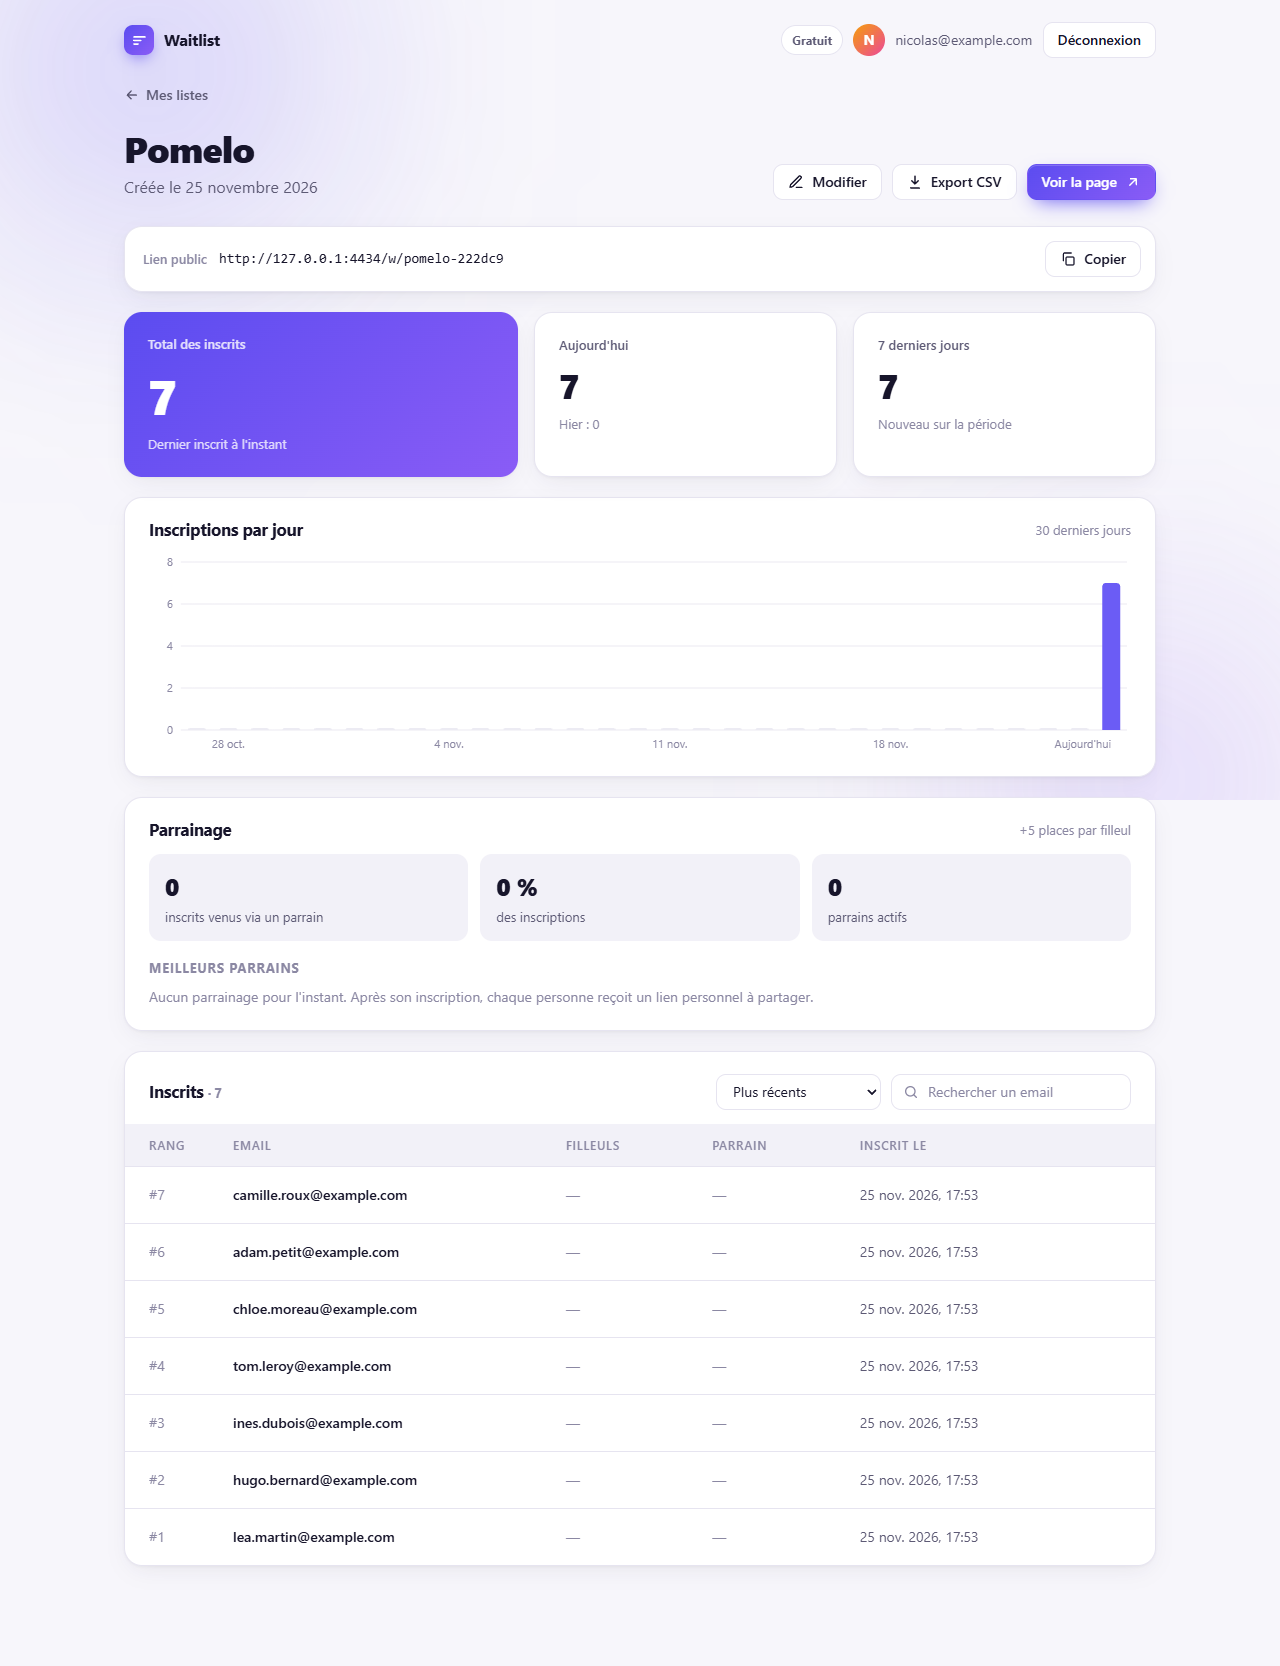 Waitlist
Gratuit
N
nicolas@example.com
Déconnexion
Mes listes
Pomelo
Créée le 25 novembre 2026
Modifier
Export CSV
Voir la page
Lien public http://127.0.0.1:4434/w/pomelo-222dc9
Copier
Total des inscrits
7
Dernier inscrit à l'instant
Aujourd'hui
7
Hier : 0
7 derniers jours
7
Nouveau sur la période
Inscriptions par jour
30 derniers jours
8
6
4
2
0
28 oct. 4 nov. 11 nov. 18 nov. Aujourd'hui
Parrainage
+5 places par filleul
0
inscrits venus via un parrain
0 %
des inscriptions
0
parrains actifs
MEILLEURS PARRAINS
Aucun parrainage pour l'instant. Après son inscription, chaque personne reçoit un lien personnel à partager.
Inscrits · 7
Plus récents
Rechercher un email
RANG EMAIL FILLEULS PARRAIN INSCRIT LE
#7 camille.roux@example.com — — 25 nov. 2026, 17:53
#6 adam.petit@example.com — — 25 nov. 2026, 17:53
#5 chloe.moreau@example.com — — 25 nov. 2026, 17:53
#4 tom.leroy@example.com — — 25 nov. 2026, 17:53
#3 ines.dubois@example.com — — 25 nov. 2026, 17:53
#2 hugo.bernard@example.com — — 25 nov. 2026, 17:53
#1 lea.martin@example.com — — 25 nov. 2026, 17:53